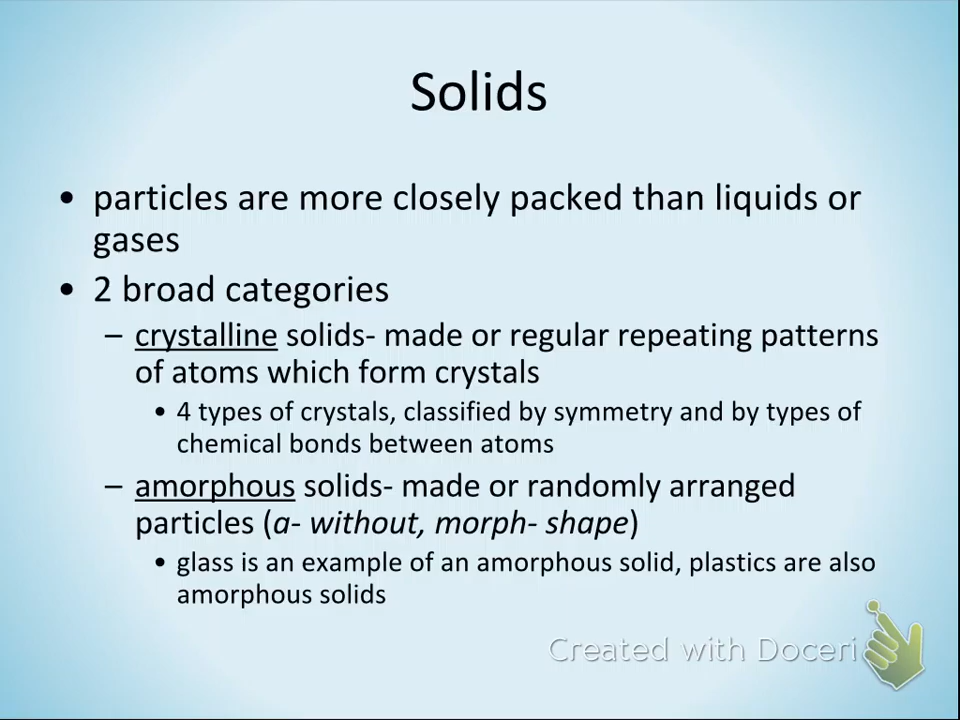 Solids
• particles are more closely packed than liquids or
gases
• 2 broad categories
– crystalline solids- made or regular repeating patterns
of atoms which form crystals
• 4 types of crystals, classified by symmetry and by types of
chemical bonds between atoms
– amorphous solids- made or randomly arranged
particles (a- without, morph- shape)
• glass is an example of an amorphous solid, plastics are also
amorphous solids
Created with Doceri